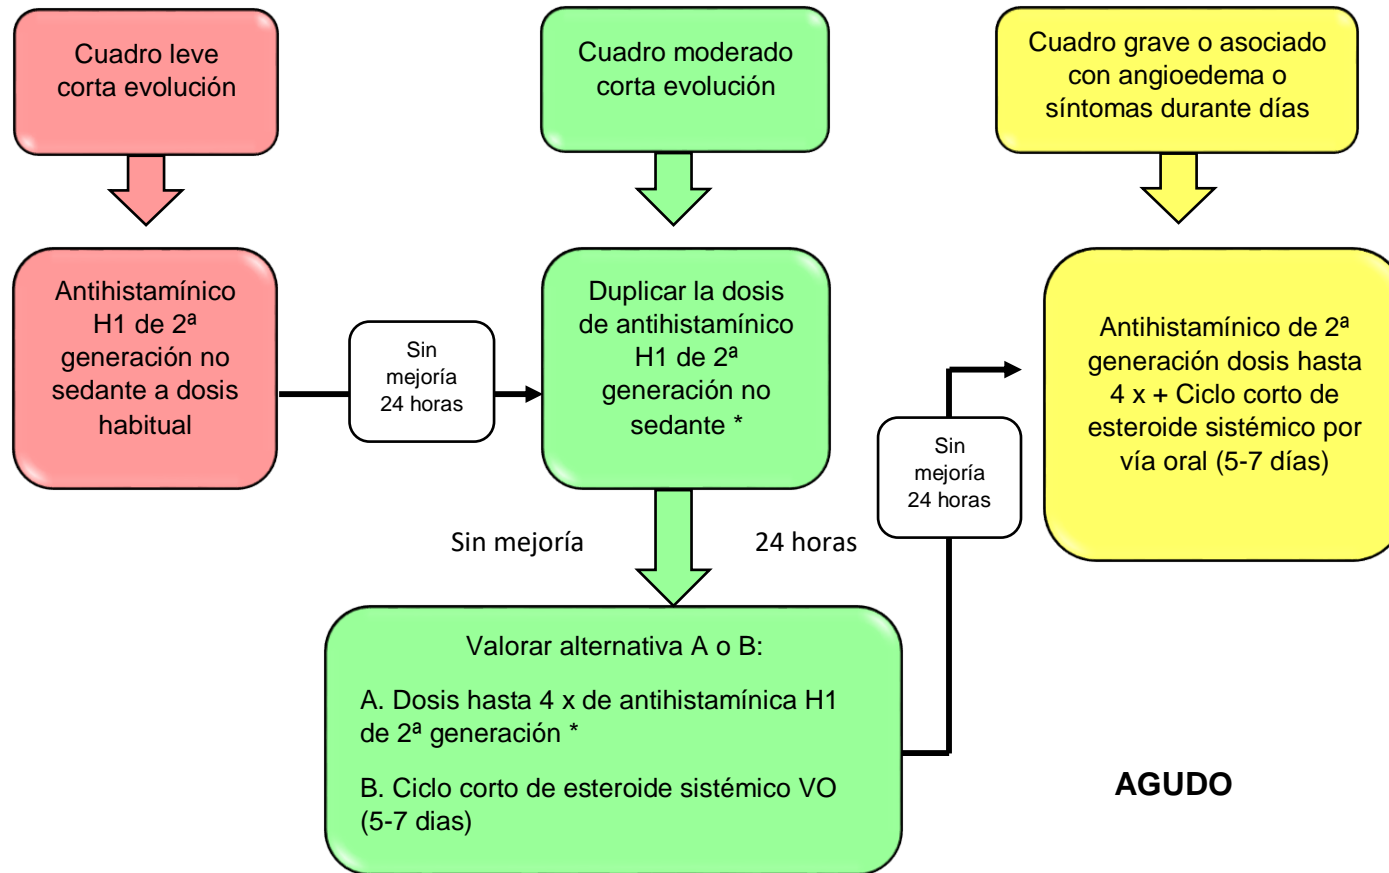 Cuadro leve
corta evolución
Cuadro moderado
corta evolución
Cuadro grave o asociado
con angioedema o
síntomas durante días
Antihistamínico
H1 de 2ª
generación no
sedante a dosis
habitual
Sin
mejoría
24 horas
Duplicar la dosis
de antihistamínico
H1 de 2ª
generación no
sedante *
Sin
mejoría
24 horas
Antihistamínico de 2ª
generación dosis hasta
4 x + Ciclo corto de
esteroide sistémico por
vía oral (5-7 días)
Sin mejoría 24 horas
Valorar alternativa A o B:
A. Dosis hasta 4 x de antihistamínica H1
de 2ª generación *
B. Ciclo corto de esteroide sistémico VO
(5-7 dias)
AGUDO